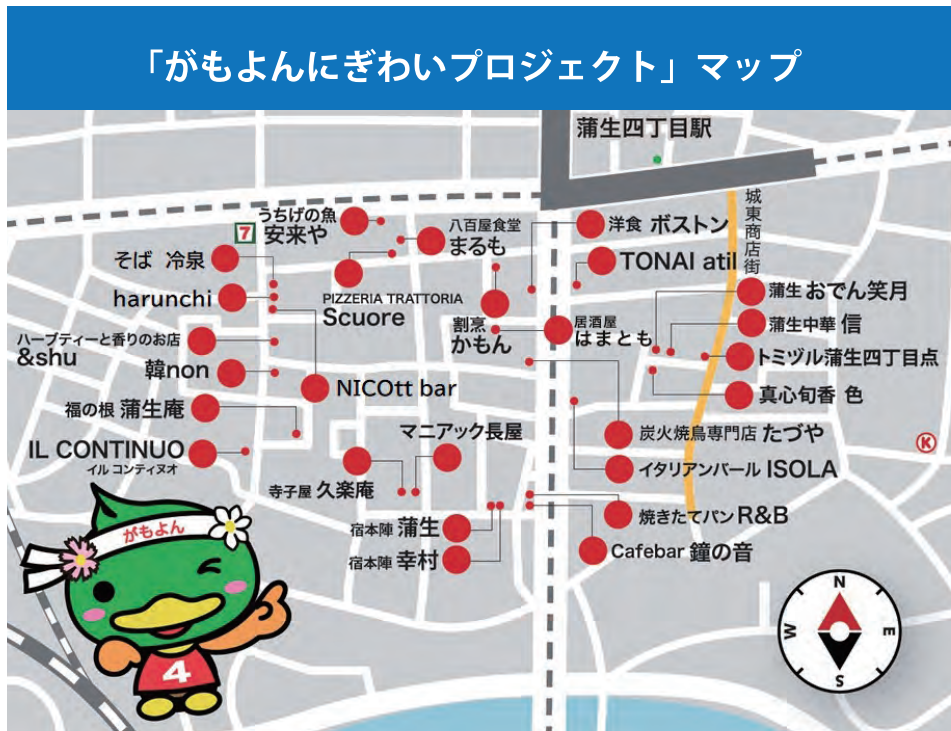 「がもよんにぎわいプロジェクト」マップ
蒲生四丁目駅
城東商店街
うちげの魚
安来や
八百屋食堂
まるも
洋食 ボストン
7
そば 冷泉
TONAI atil
harunchi
PIZZERIA TRATTORIA
Scuore
蒲生 おでん笑月
割烹
かもん
居酒屋
はまとも
蒲生中華 信
ハーブティーと香りのお店
&shu
トミヅル蒲生四丁目点
韓non
NICOtt bar
真心旬香 色
福の根 蒲生庵
マニアック長屋
炭火焼鳥専門店 たづや
IL CONTINUO
イル コンティヌオ
イタリアンバール ISOLA
K
寺子屋 久楽庵
焼きたてパン R&B
宿本陣 蒲生
宿本陣 幸村
Cafebar 鐘の音
がもよん
4
N
W
E
S